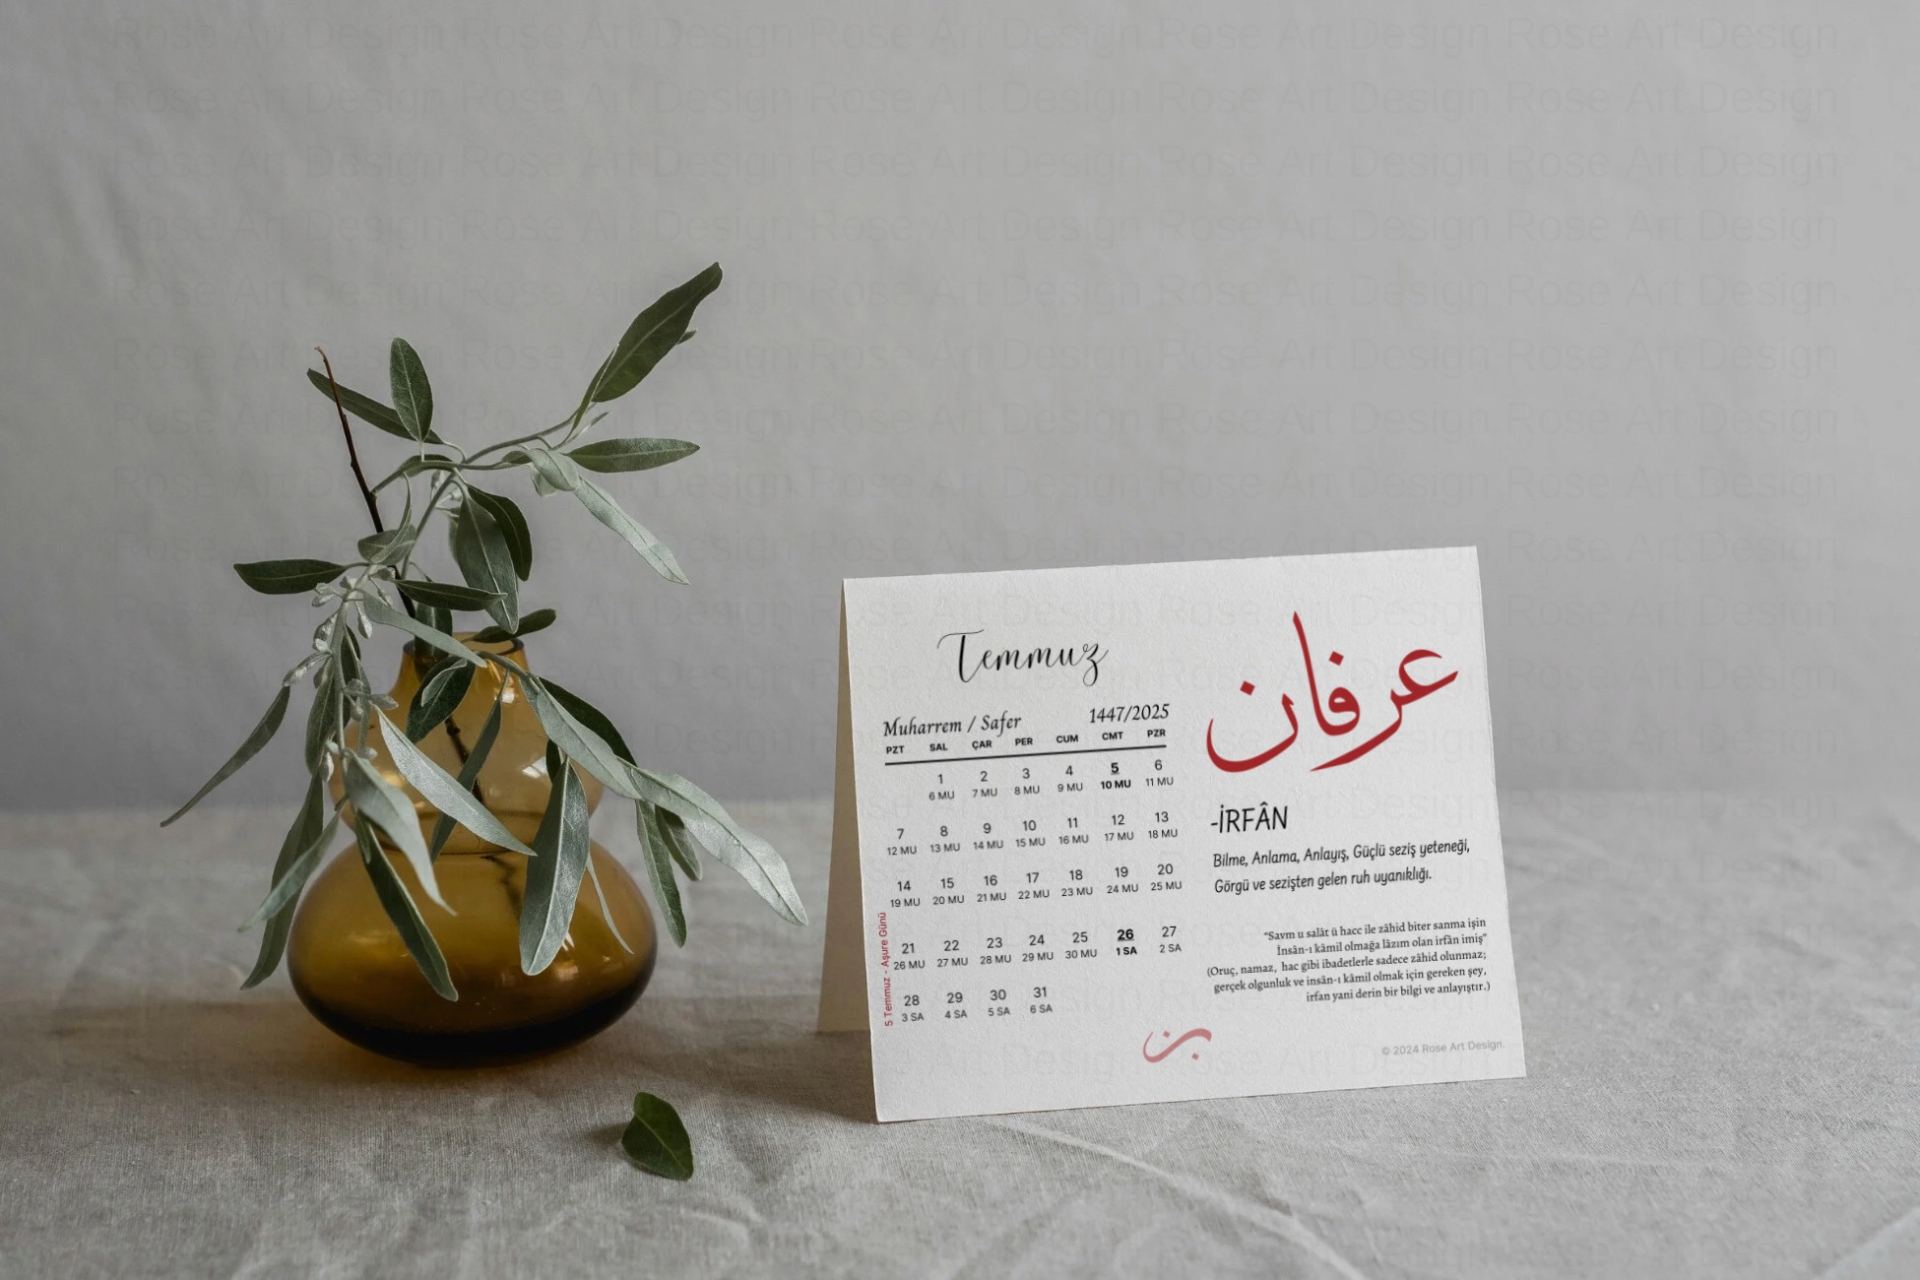 Rose Art Design Rose Art Design Rose Art Design Rose Art Design Rose Art Design
Temmuz
Muharrem / Safer 1447/2025
PZT SAL ÇAR PER CUM CMT PZR
1 2 3 4 5 6
6 MU 7 MU 8 MU 9 MU 10 MU 11 MU
7 8 9 10 11 12 13
12 MU 13 MU 14 MU 15 MU 16 MU 17 MU 18 MU
14 15 16 17 18 19 20
19 MU 20 MU 21 MU 22 MU 23 MU 24 MU 25 MU
21 22 23 24 25 26 27
26 MU 27 MU 28 MU 29 MU 30 MU 1 SA 2 SA
28 29 30 31
3 SA 4 SA 5 SA 6 SA
5 Temmuz - Aşure Günü
عرفان
-İRFÂN
Bilme, Anlama, Anlayış, Güçlü seziş yeteneği,
Görgü ve sezişten gelen ruh uyanıklığı.
"Savm u salât ü hacc ile zâhid biter sanma işin
İnsân-ı kâmil olmağa lâzım olan irfân imiş"
(Oruç, namaz, hac gibi ibadetlerle sadece zâhid olunmaz;
gerçek olgunluk ve insân-ı kâmil olmak için gereken şey,
irfan yani derin bir bilgi ve anlayıştır.)
© 2024 Rose Art Design.